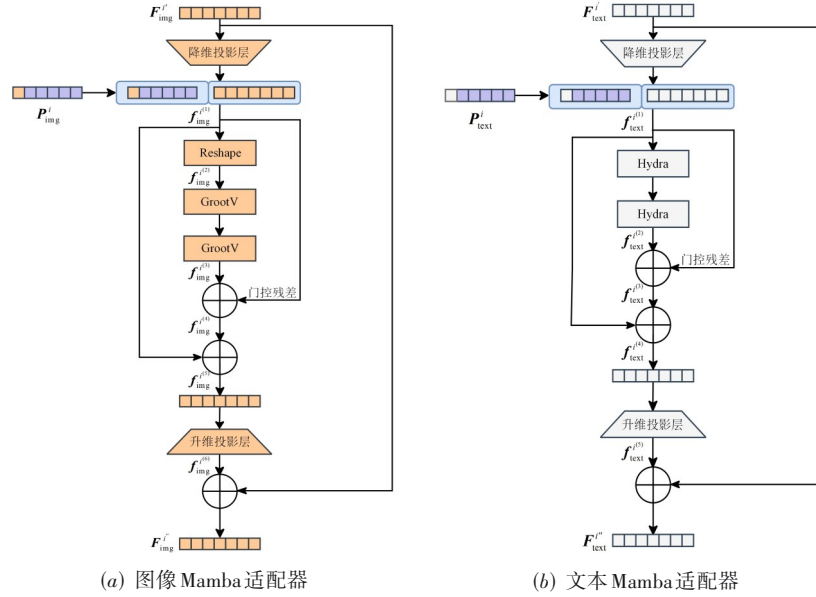 F_img^{i'}
降维投影层
P_img^i
f_img^{i(1)}
Reshape
f_img^{i(2)}
GrootV
GrootV
f_img^{i(3)}
门控残差
f_img^{i(4)}
f_img^{i(5)}
升维投影层
f_img^{i(6)}
F_img^{i''}
(a) 图像Mamba适配器
F_text^{i'}
降维投影层
P_text^i
f_text^{i(1)}
Hydra
Hydra
f_text^{i(2)}
门控残差
f_text^{i(3)}
f_text^{i(4)}
升维投影层
f_text^{i(5)}
F_text^{i''}
(b) 文本Mamba适配器